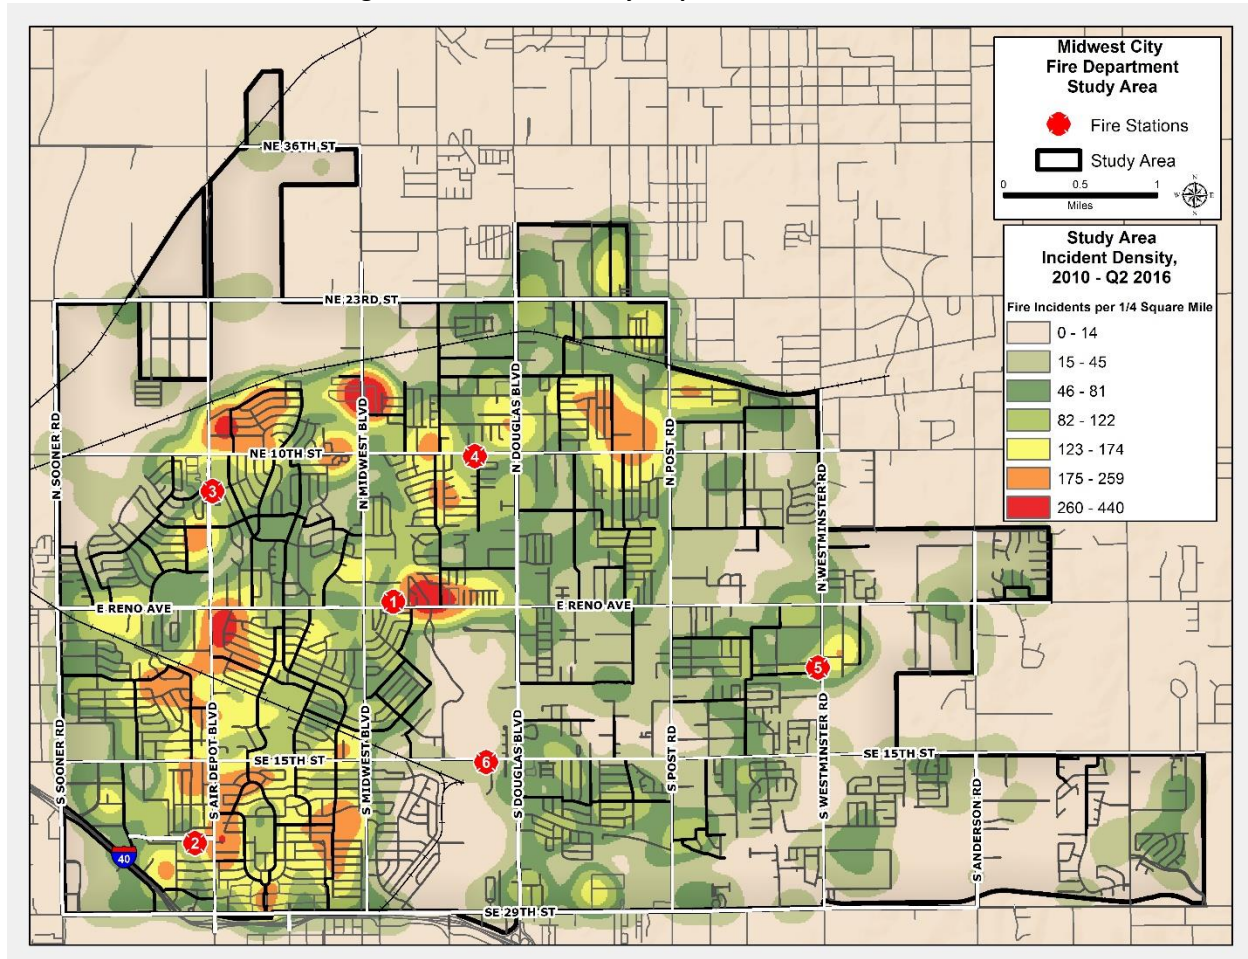 Midwest City
Fire Department
Study Area
Fire Stations
Study Area
0 0.5 1
Miles
N
W E
S
Study Area
Incident Density,
2010 - Q2 2016
Fire Incidents per 1/4 Square Mile
0 - 14
15 - 45
46 - 81
82 - 122
123 - 174
175 - 259
260 - 440
NE 36TH ST
NE 23RD ST
N SOONER RD
N MIDWEST BLVD
N DOUGLAS BLVD
N POST RD
N WESTMINSTER RD
NE 10TH ST
4
3
1
E RENO AVE
E RENO AVE
5
S SOONER RD
S AIR DEPOT BLVD
S MIDWEST BLVD
S DOUGLAS BLVD
S POST RD
S WESTMINSTER RD
S ANDERSON RD
SE 15TH ST
SE 15TH ST
6
2
40
SE 29TH ST